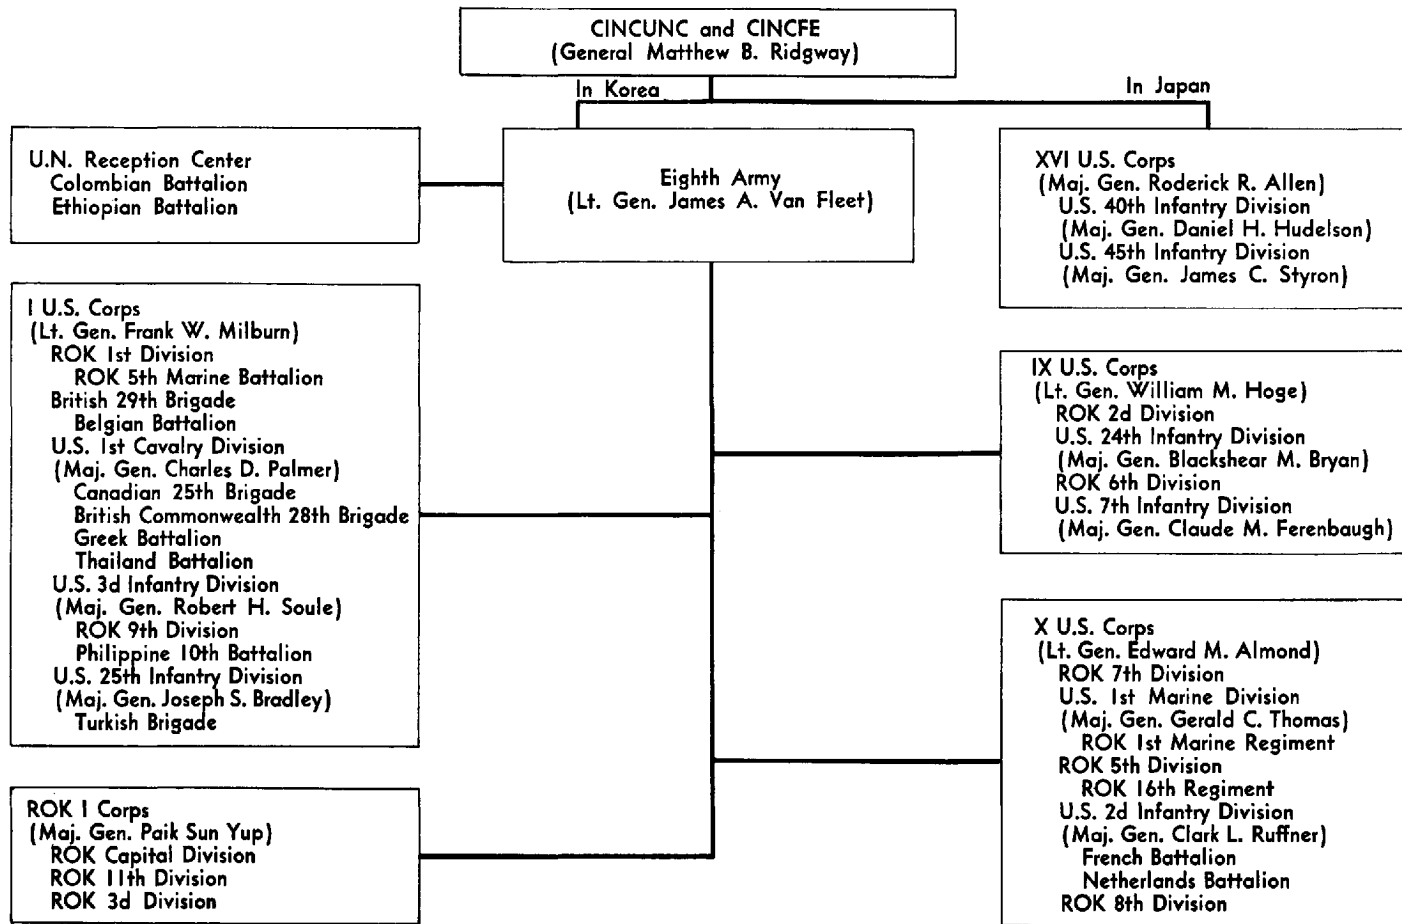 CINCUNC and CINCFE
(General Matthew B. Ridgway)
In Korea
In Japan
U.N. Reception Center
Colombian Battalion
Ethiopian Battalion
Eighth Army
(Lt. Gen. James A. Van Fleet)
XVI U.S. Corps
(Maj. Gen. Roderick R. Allen)
U.S. 40th Infantry Division
(Maj. Gen. Daniel H. Hudelson)
U.S. 45th Infantry Division
(Maj. Gen. James C. Styron)
I U.S. Corps
(Lt. Gen. Frank W. Milburn)
ROK 1st Division
ROK 5th Marine Battalion
British 29th Brigade
Belgian Battalion
U.S. 1st Cavalry Division
(Maj. Gen. Charles D. Palmer)
Canadian 25th Brigade
British Commonwealth 28th Brigade
Greek Battalion
Thailand Battalion
U.S. 3d Infantry Division
(Maj. Gen. Robert H. Soule)
ROK 9th Division
Philippine 10th Battalion
U.S. 25th Infantry Division
(Maj. Gen. Joseph S. Bradley)
Turkish Brigade
IX U.S. Corps
(Lt. Gen. William M. Hoge)
ROK 2d Division
U.S. 24th Infantry Division
(Maj. Gen. Blackshear M. Bryan)
ROK 6th Division
U.S. 7th Infantry Division
(Maj. Gen. Claude M. Ferenbaugh)
X U.S. Corps
(Lt. Gen. Edward M. Almond)
ROK 7th Division
U.S. 1st Marine Division
(Maj. Gen. Gerald C. Thomas)
ROK 1st Marine Regiment
ROK 5th Division
ROK 16th Regiment
U.S. 2d Infantry Division
(Maj. Gen. Clark L. Ruffner)
French Battalion
Netherlands Battalion
ROK 8th Division
ROK I Corps
(Maj. Gen. Paik Sun Yup)
ROK Capital Division
ROK 11th Division
ROK 3d Division